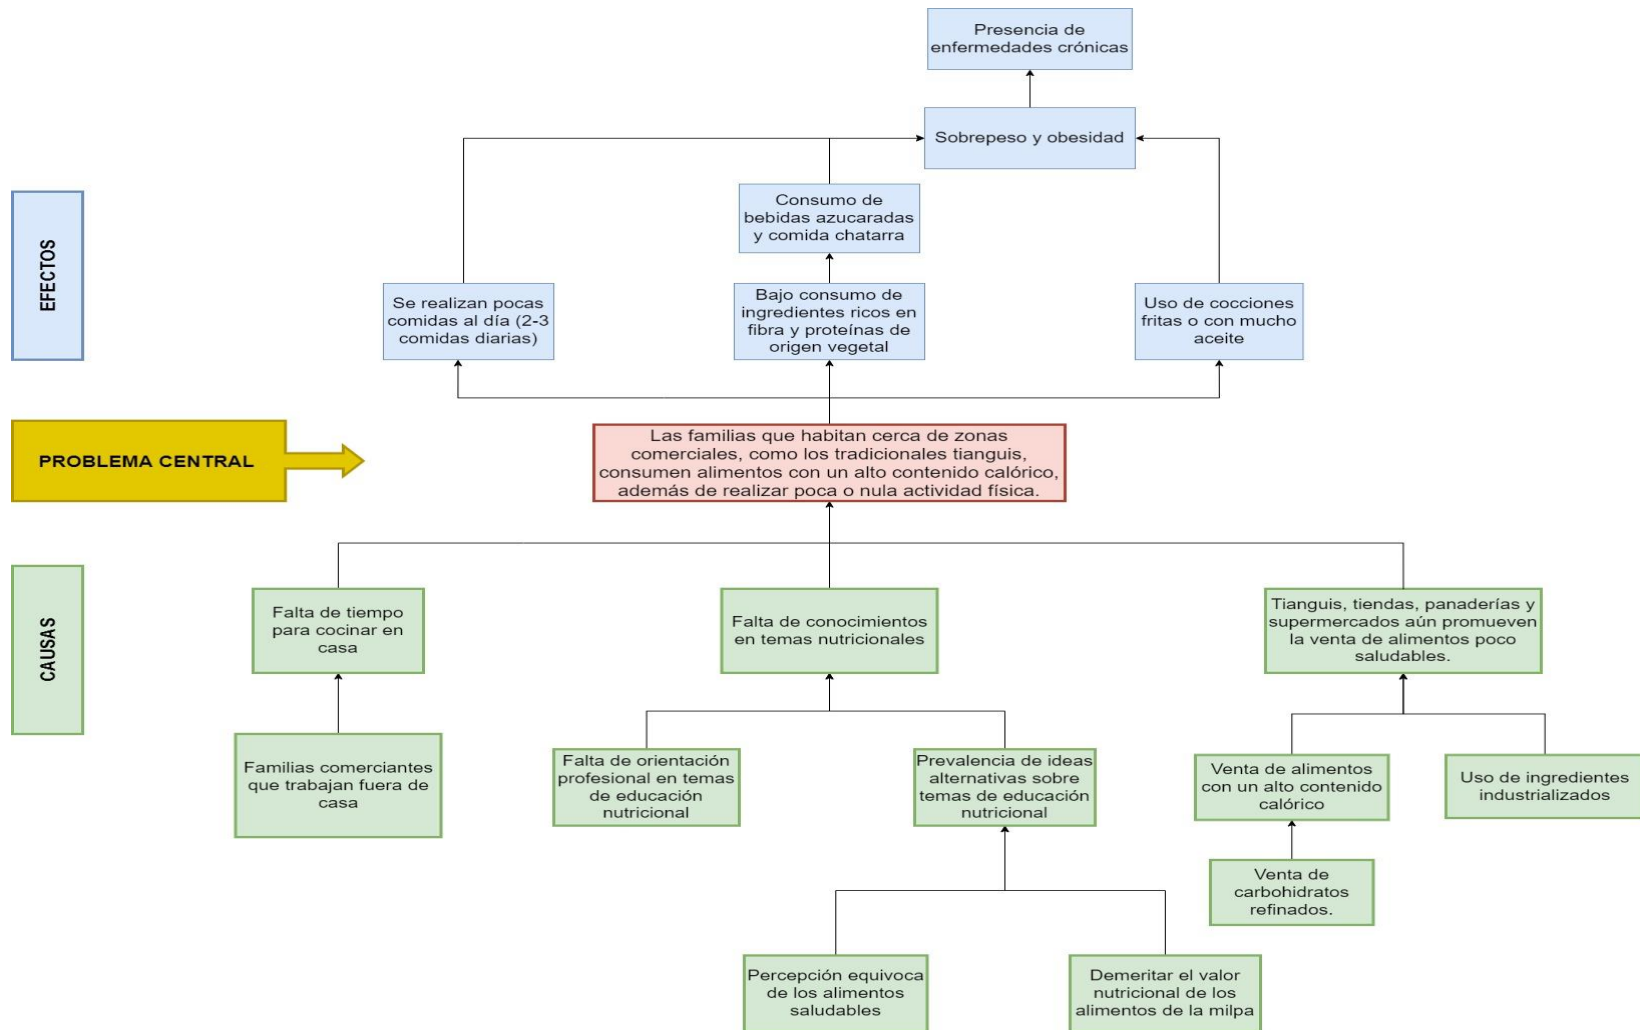 Presencia de
enfermedades crónicas
Sobrepeso y obesidad
EFECTOS
Consumo de
bebidas azucaradas
y comida chatarra
Se realizan pocas
comidas al día (2-3
comidas diarias)
Bajo consumo de
ingredientes ricos en
fibra y proteínas de
origen vegetal
Uso de cocciones
fritas o con mucho
aceite
PROBLEMA CENTRAL
Las familias que habitan cerca de zonas
comerciales, como los tradicionales tianguis,
consumen alimentos con un alto contenido calórico,
además de realizar poca o nula actividad física.
CAUSAS
Falta de tiempo
para cocinar en
casa
Falta de conocimientos
en temas nutricionales
Tianguis, tiendas, panaderías y
supermercados aún promueven
la venta de alimentos poco
saludables.
Familias comerciantes
que trabajan fuera de
casa
Falta de orientación
profesional en temas
de educación
nutricional
Prevalencia de ideas
alternativas sobre
temas de educación
nutricional
Venta de alimentos
con un alto contenido
calórico
Uso de ingredientes
industrializados
Venta de
carbohidratos
refinados.
Percepción equivoca
de los alimentos
saludables
Demeritar el valor
nutricional de los
alimentos de la milpa